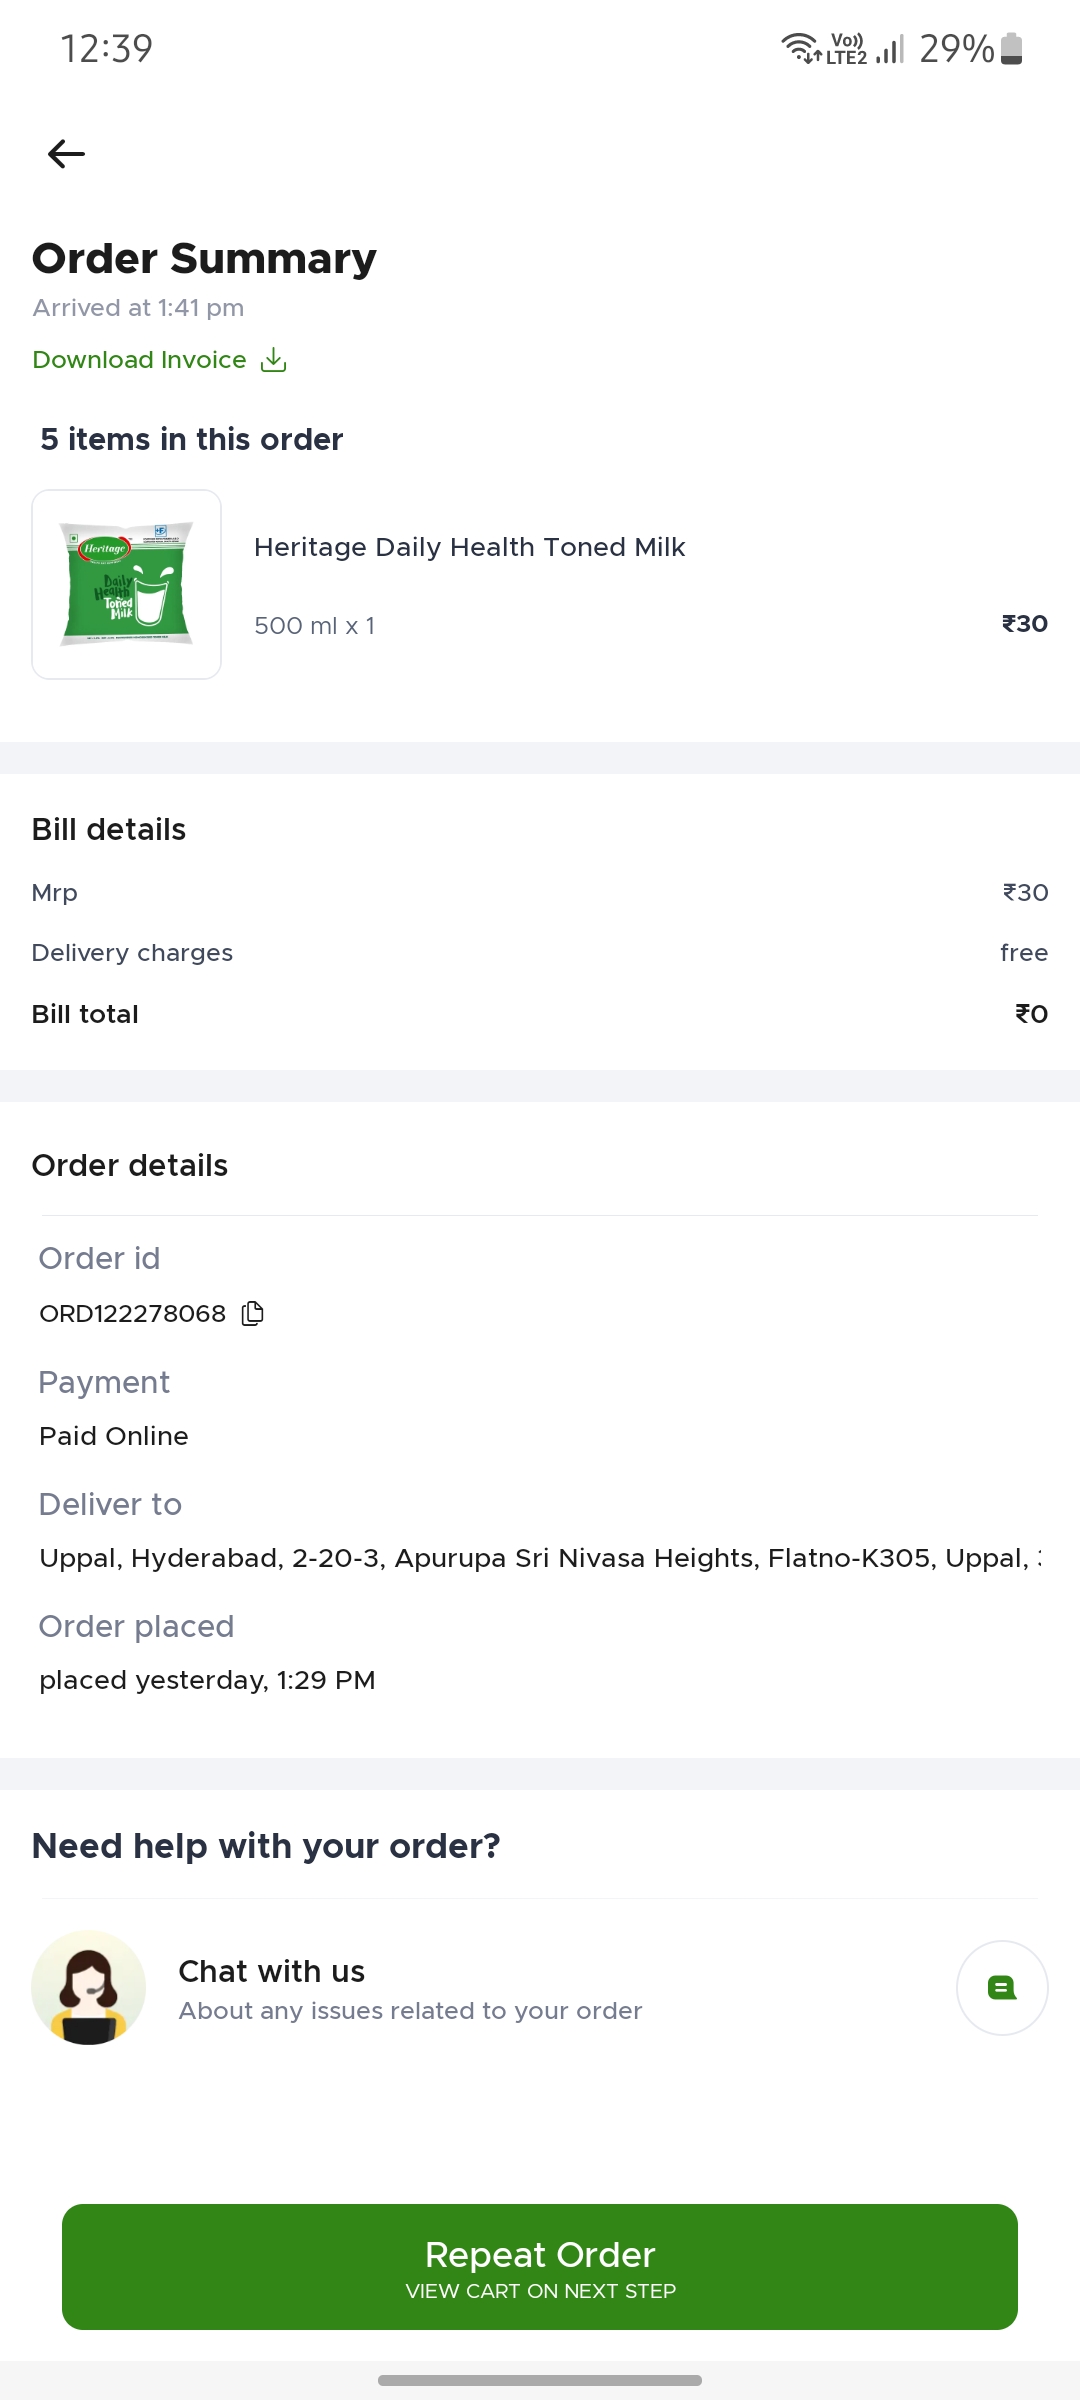 12:39
Vo)) LTE2 29%
Order Summary
Arrived at 1:41 pm
Download Invoice
5 items in this order
Heritage
Daily
Health
Toned
Milk
Heritage Daily Health Toned Milk
500 ml x 1 ₹30
Bill details
Mrp ₹30
Delivery charges free
Bill total ₹0
Order details
Order id
ORD122278068
Payment
Paid Online
Deliver to
Uppal, Hyderabad, 2-20-3, Apurupa Sri Nivasa Heights, Flatno-K305, Uppal,
Order placed
placed yesterday, 1:29 PM
Need help with your order?
Chat with us
About any issues related to your order
Repeat Order
VIEW CART ON NEXT STEP